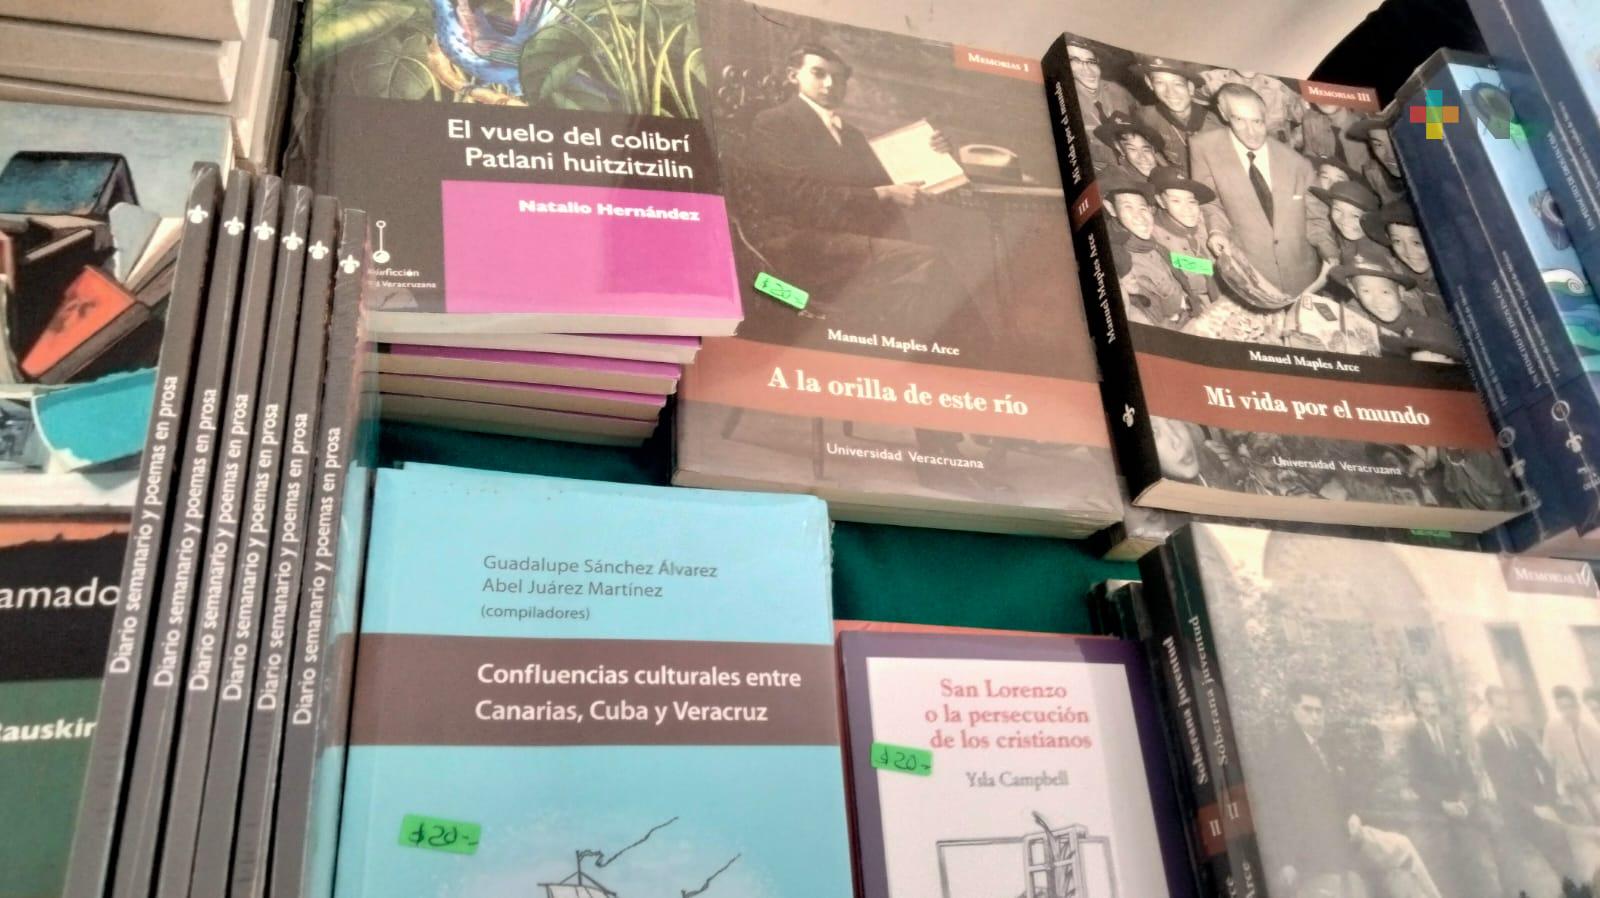 El vuelo del colibrí
Patlani huitzitzilin
Natalio Hernández
Veracruzana
MEMORIAS I
$20-
Manuel Maples Arce
A la orilla de este río
Universidad Veracruzana
Mi vida por el mundo
III
Manuel Maples Arce
MEMORIAS III
$20-
Manuel Maples Arce
Mi vida por el mundo
Universidad Veracruzana
Diario semanario y poemas en prosa
Diario semanario y poemas en prosa
Diario semanario y poemas en prosa
Diario semanario y poemas en prosa
Diario semanario y poemas en prosa
Diario semanario y poemas en prosa
Guadalupe Sánchez Álvarez
Abel Juárez Martínez
(compiladores)
Confluencias culturales entre
Canarias, Cuba y Veracruz
$20-
San Lorenzo
o la persecución
de los cristianos
$20-
Ysla Campbell
Soberana juventud
Soberana juventud
II
II
Arce
MEMORIAS